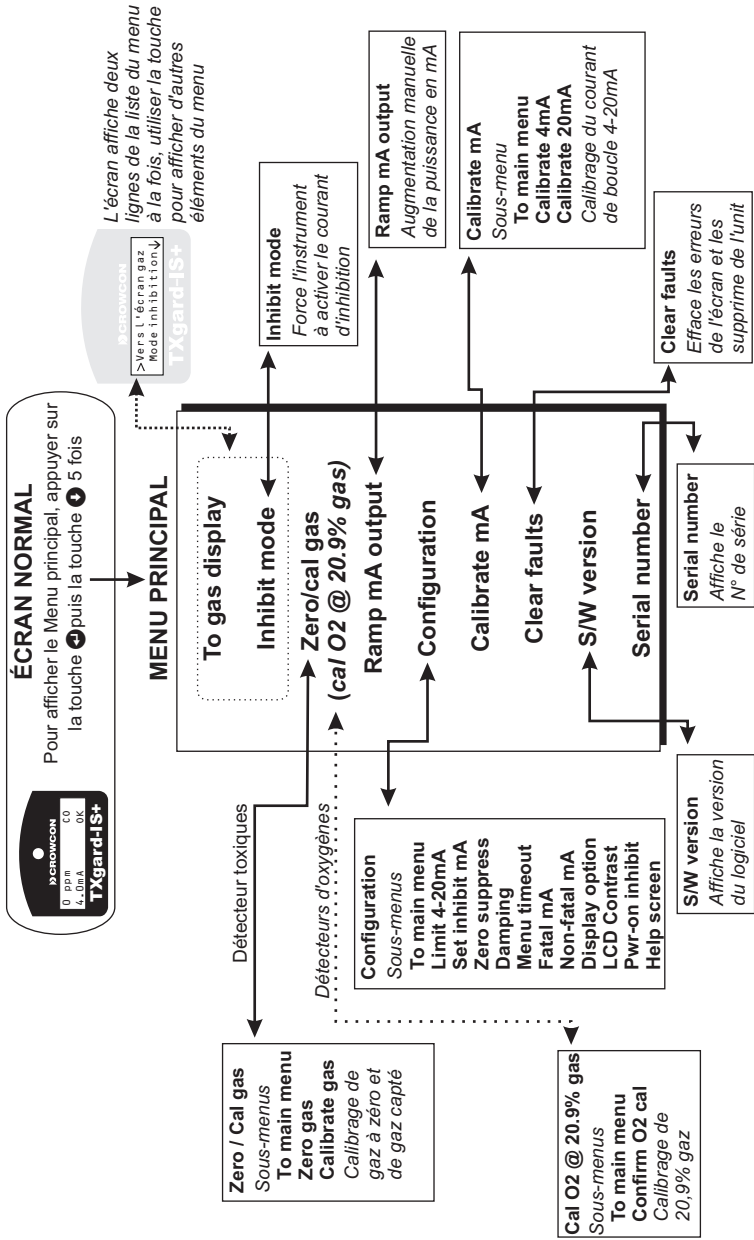 ÉCRAN NORMAL
Pour afficher le Menu principal, appuyer sur
la touche puis la touche 5 fois
CROWCON
0 ppm CO
4.0mA OK
TXgard-IS+
L'écran affiche deux
lignes de la liste du menu
à la fois, utiliser la touche
pour afficher d'autres
éléments du menu
CROWCON
>Vers l'écran gaz
Mode inhibition↓
TXgard-IS+
MENU PRINCIPAL
To gas display
Inhibit mode
Zero/cal gas
(cal O2 @ 20.9% gas)
Ramp mA output
Configuration
Calibrate mA
Clear faults
S/W version
Serial number
Détecteur toxiques
Détecteurs d'oxygènes
Zero / Cal gas
Sous-menus
To main menu
Zero gas
Calibrate gas
Calibrage de
gaz à zéro et
de gaz capté
Cal O2 @ 20.9% gas
Sous-menus
To main menu
Confirm O2 cal
Calibrage de
20,9% gaz
Configuration
Sous-menus
To main menu
Limit 4-20mA
Set inhibit mA
Zero suppress
Damping
Menu timeout
Fatal mA
Non-fatal mA
Display option
LCD Contrast
Pwr-on inhibit
Help screen
S/W version
Affiche la version
du logiciel
Serial number
Affiche le
N° de série
Inhibit mode
Force l'instrument
à activer le courant
d'inhibition
Ramp mA output
Augmentation manuelle
de la puissance en mA
Calibrate mA
Sous-menu
To main menu
Calibrate 4mA
Calibrate 20mA
Calibrage du courant
de boucle 4-20mA
Clear faults
Efface les erreurs
de l'écran et les
supprime de l'unit